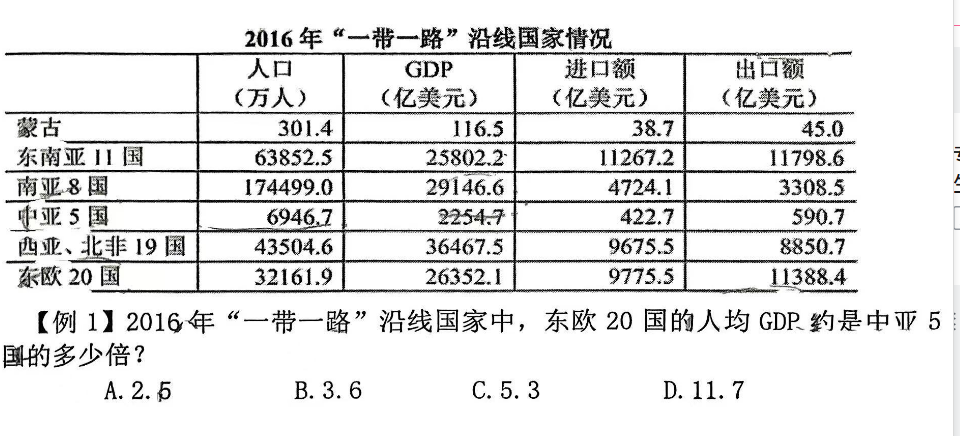 2016 年“一带一路”沿线国家情况
人口 GDP 进口额 出口额
（万人） （亿美元） （亿美元） （亿美元）
蒙古 301.4 116.5 38.7 45.0
东南亚 11 国 63852.5 25802.2 11267.2 11798.6
南亚 8 国 174499.0 29146.6 4724.1 3308.5
中亚 5 国 6946.7 2254.7 422.7 590.7
西亚、北非 19 国 43504.6 36467.5 9675.5 8850.7
东欧 20 国 32161.9 26352.1 9775.5 11388.4
【例 1】2016 年“一带一路”沿线国家中，东欧 20 国的人均 GDP 约是中亚 5
国的多少倍？
A.2.5 B.3.6 C.5.3 D.11.7